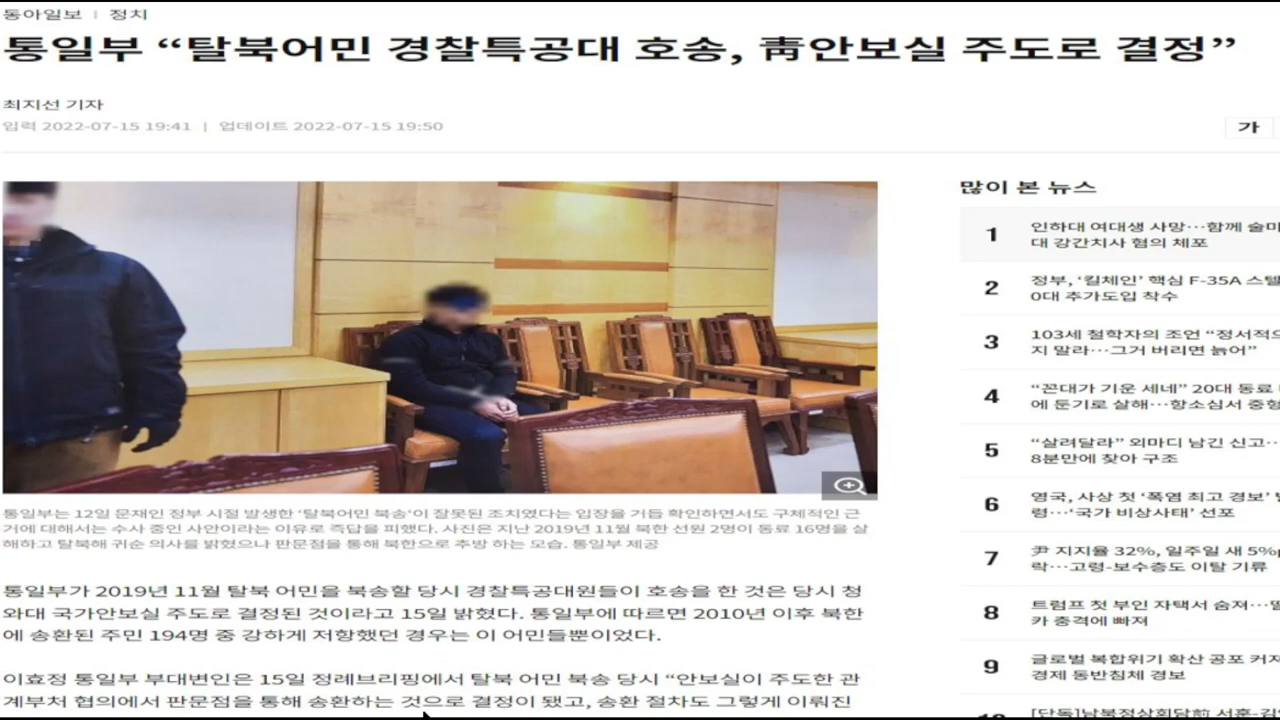 동아일보 | 정치
통일부 “탈북어민 경찰특공대 호송, 靑안보실 주도로 결정”
최지선 기자
입력 2022-07-15 19:41 | 업데이트 2022-07-15 19:50
가
통일부는 12일 문재인 정부 시절 발생한 ‘탈북어민 북송‘이 잘못된 조치였다는 입장을 거듭 확인하면서도 구체적인 근
거에 대해서는 수사 중인 사안이라는 이유로 즉답을 피했다. 사진은 지난 2019년 11월 북한 선원 2명이 동료 16명을 살
해하고 탈북해 귀순 의사를 밝혔으나 판문점을 통해 북한으로 추방 하는 모습. 통일부 제공
통일부가 2019년 11월 탈북 어민을 북송할 당시 경찰특공대원들이 호송을 한 것은 당시 청
와대 국가안보실 주도로 결정된 것이라고 15일 밝혔다. 통일부에 따르면 2010년 이후 북한
에 송환된 주민 194명 중 강하게 저항했던 경우는 이 어민들뿐이었다.
이효정 통일부 부대변인은 15일 정례브리핑에서 탈북 어민 북송 당시 “안보실이 주도한 관
계부처 협의에서 판문점을 통해 송환하는 것으로 결정이 됐고, 송환 절차도 그렇게 이뤄진
많이 본 뉴스
1 인하대 여대생 사망…함께 술마
대 강간치사 혐의 체포
2 정부, ‘킬체인’ 핵심 F-35A 스텔
0대 추가도입 착수
3 103세 철학자의 조언 “정서적으
지 말라…그거 버리면 늙어”
4 “꼰대가 기운 세네” 20대 동료
에 둔기로 살해…항소심서 중형
5 “살려달라” 외마디 남긴 신고…
8분만에 찾아 구조
6 영국, 사상 첫 ‘폭염 최고 경보’
령…‘국가 비상사태’ 선포
7 尹 지지율 32%, 일주일 새 5%p
락…고령-보수층도 이탈 기류
8 트럼프 첫 부인 자택서 숨져…
카 충격에 빠져
9 글로벌 복합위기 확산 공포 커지
경제 동반침체 경보
10 [단독]남북정상회담前 서훈-김